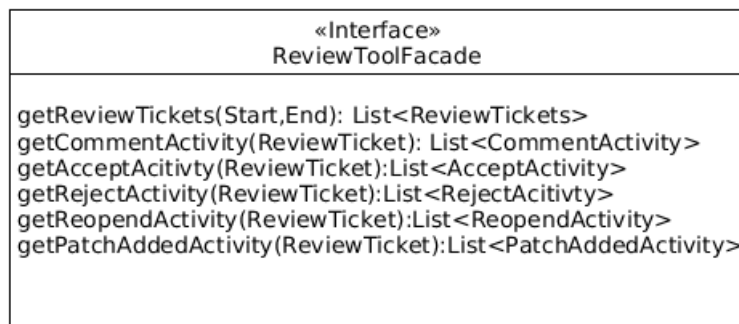 «Interface»
ReviewToolFacade
getReviewTickets(Start,End): List<ReviewTickets>
getCommentActivity(ReviewTicket): List<CommentActivity>
getAcceptAcitivty(ReviewTicket):List<AcceptActivity>
getRejectActivity(ReviewTicket):List<RejectAcitivty>
getReopendActivity(ReviewTicket):List<ReopendActivity>
getPatchAddedActivity(ReviewTicket):List<PatchAddedActivity>